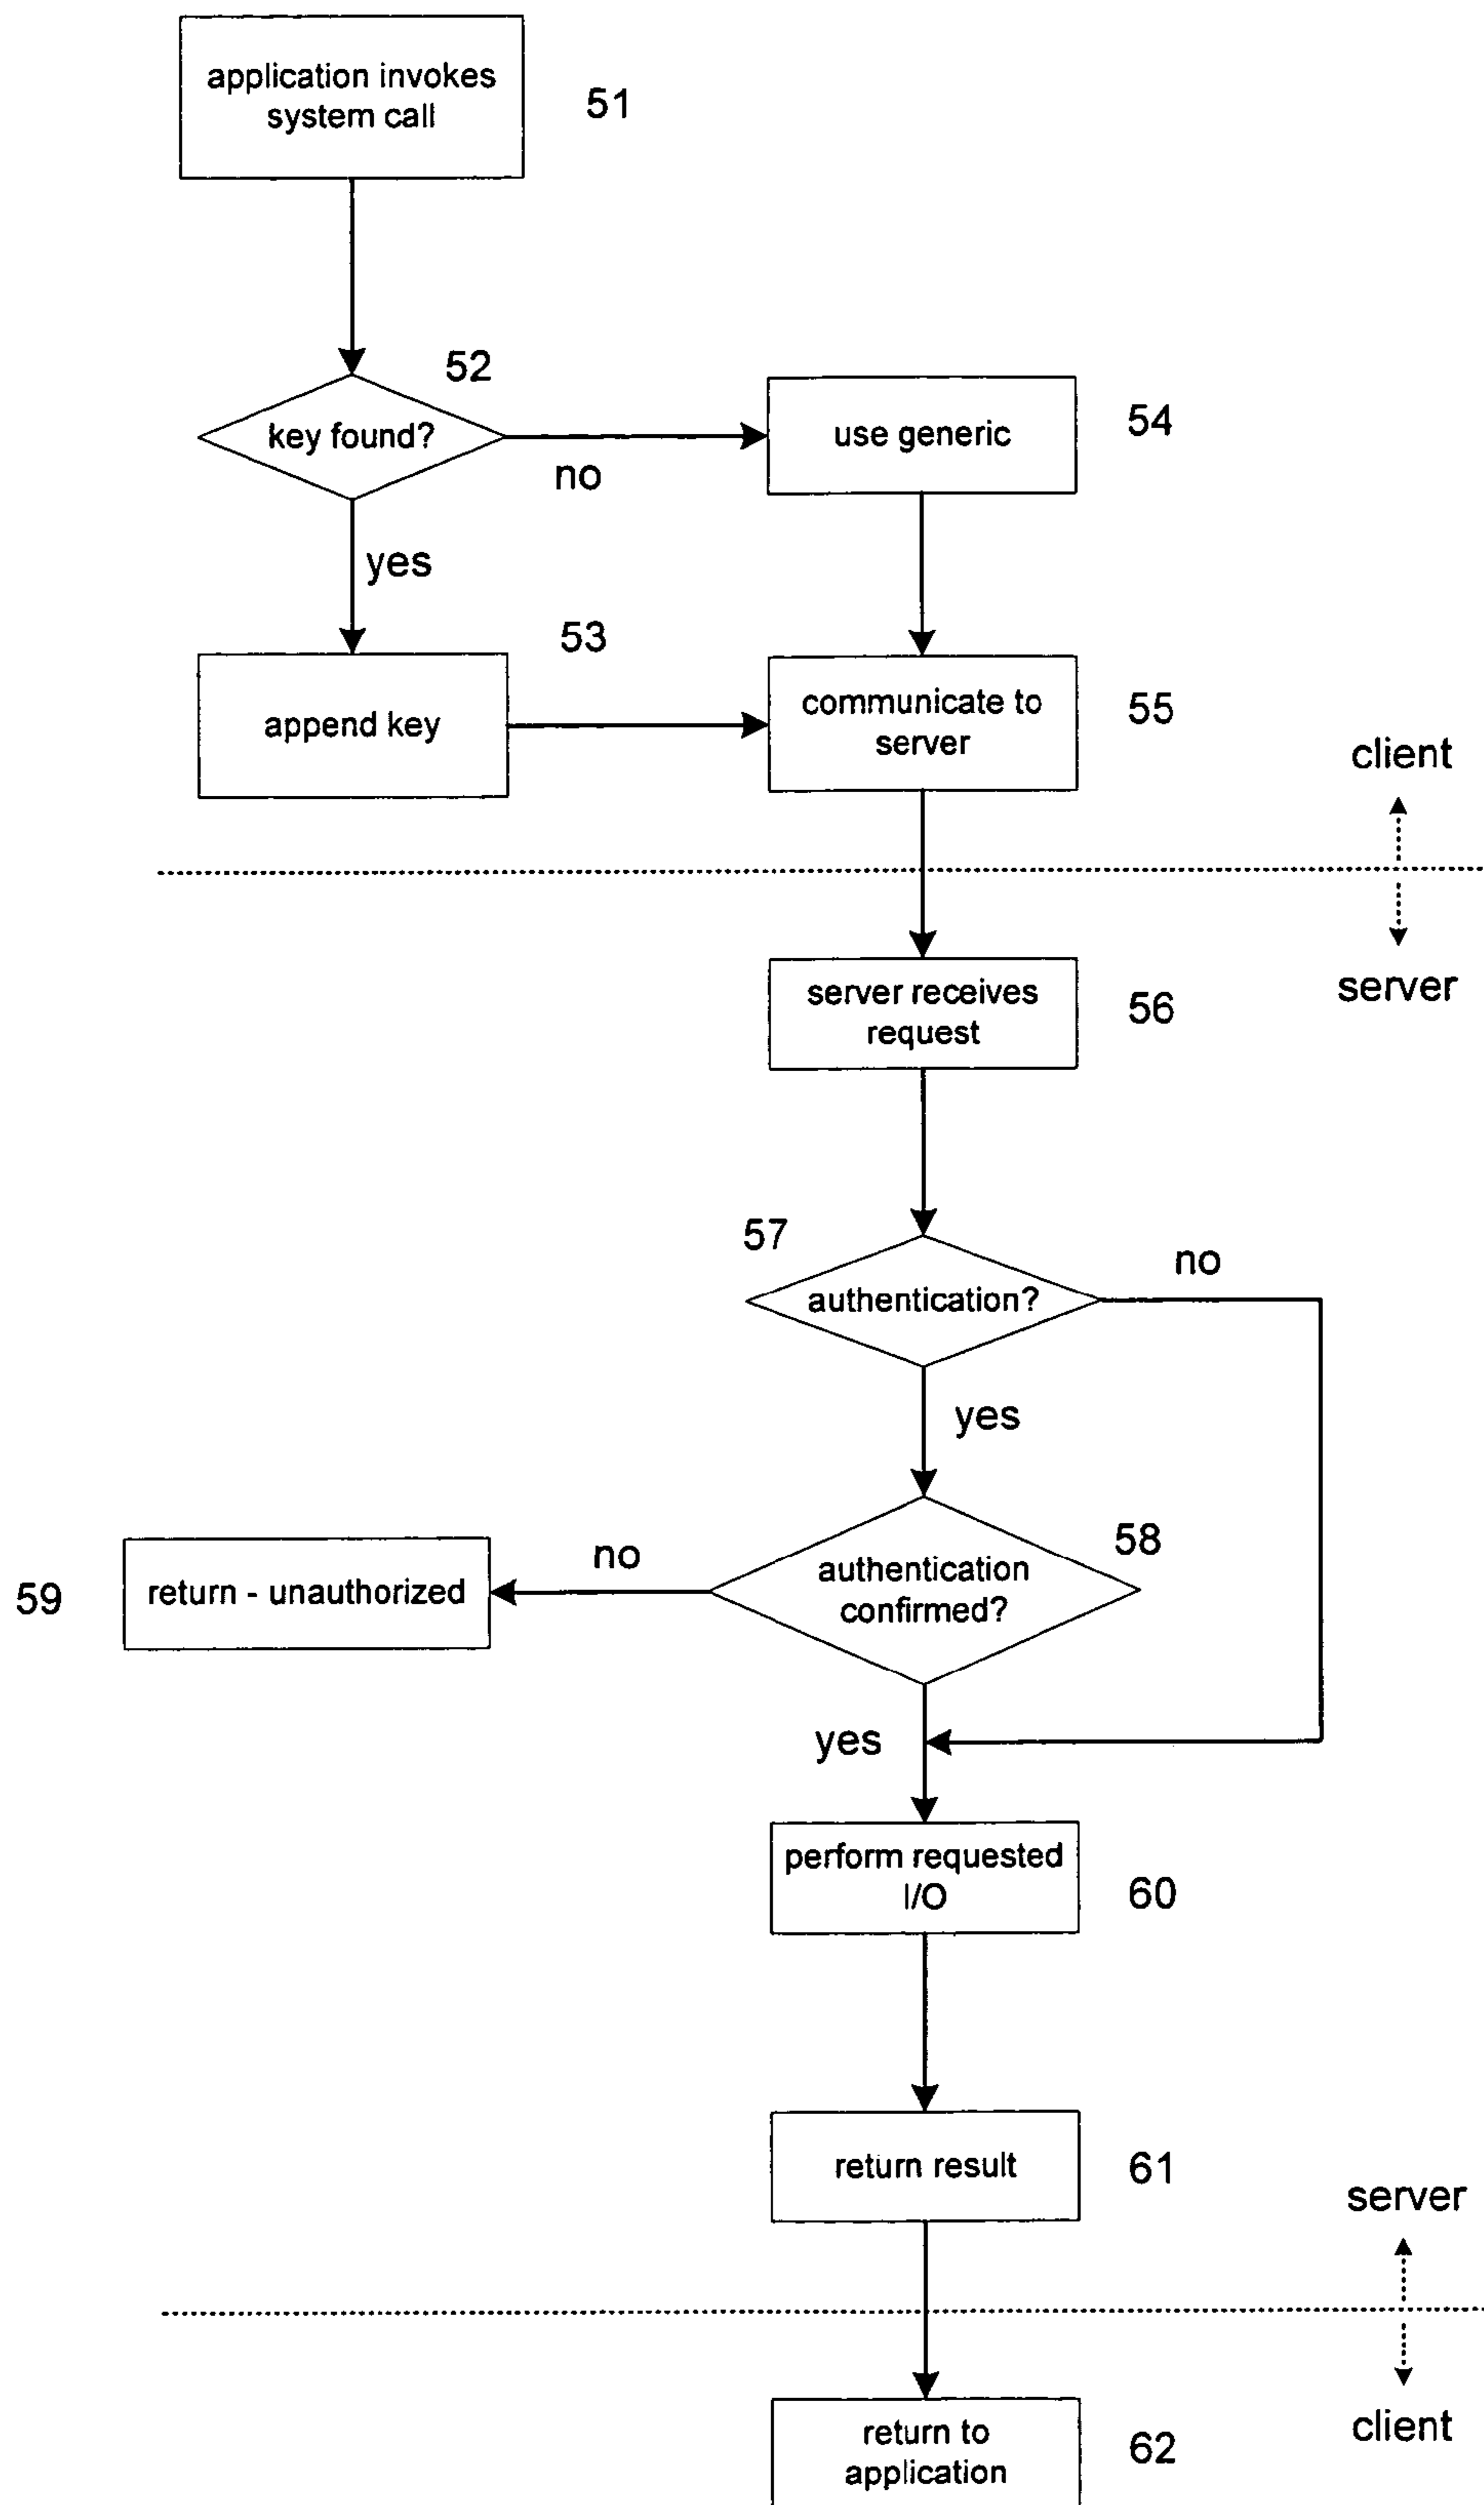 application invokes
system call
51
52
key found?
no
use generic
54
yes
53
append key
communicate to
server
55
client
server
server receives
request
56
57
authentication?
no
yes
58
authentication
confirmed?
no
59
return - unauthorized
yes
perform requested
I/O
60
return result
61
server
client
return to
application
62